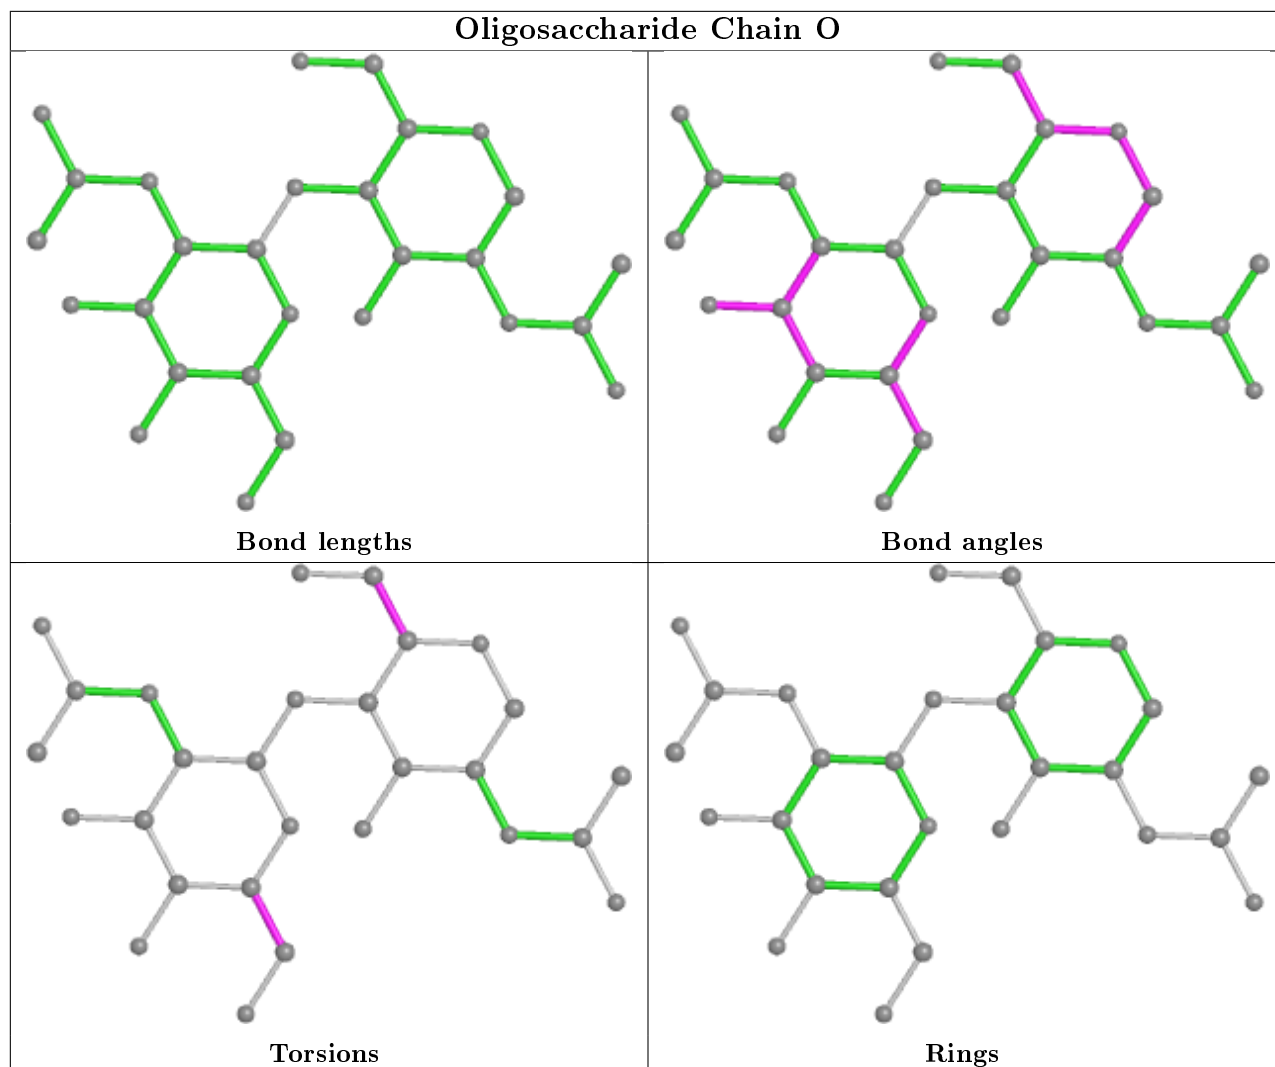 Oligosaccharide Chain O
Bond lengths
Bond angles
Torsions
Rings